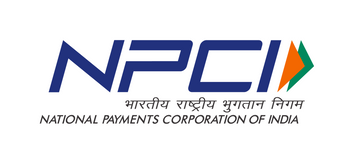 NPCI
भारतीय राष्ट्रीय भुगतान निगम
NATIONAL PAYMENTS CORPORATION OF INDIA